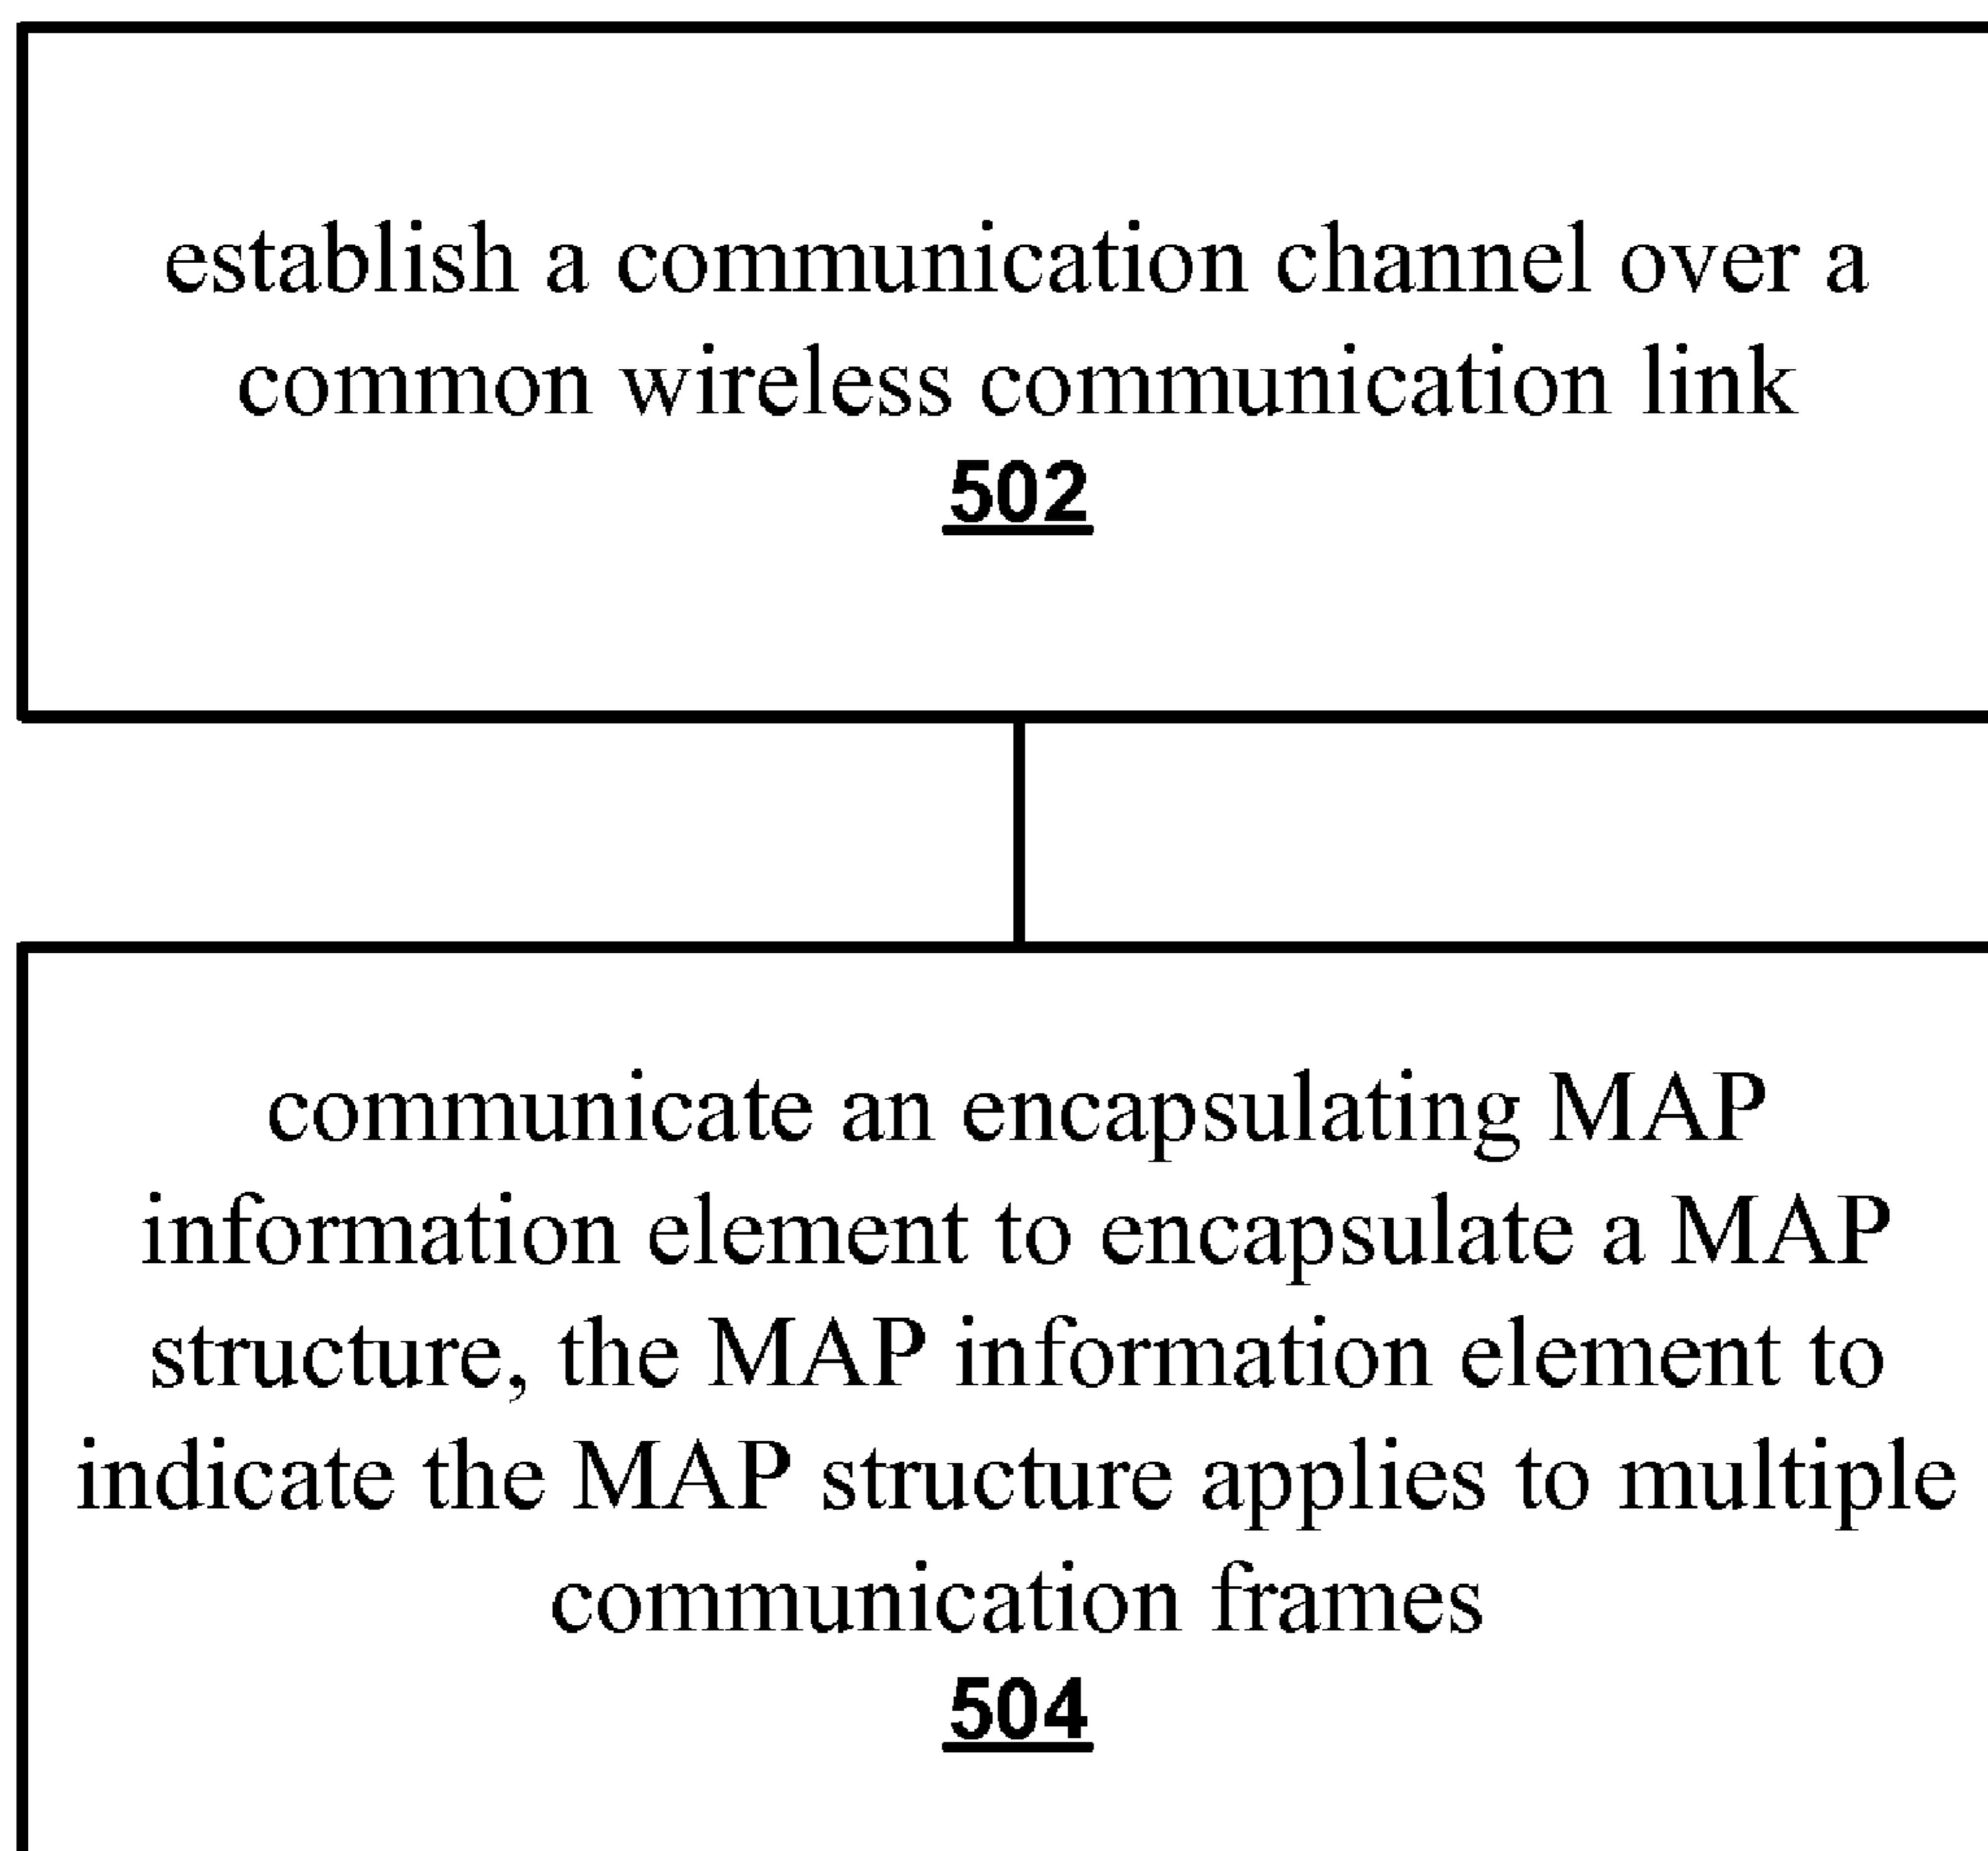 establish a communication channel over a
common wireless communication link
502
communicate an encapsulating MAP
information element to encapsulate a MAP
structure, the MAP information element to
indicate the MAP structure applies to multiple
communication frames
504